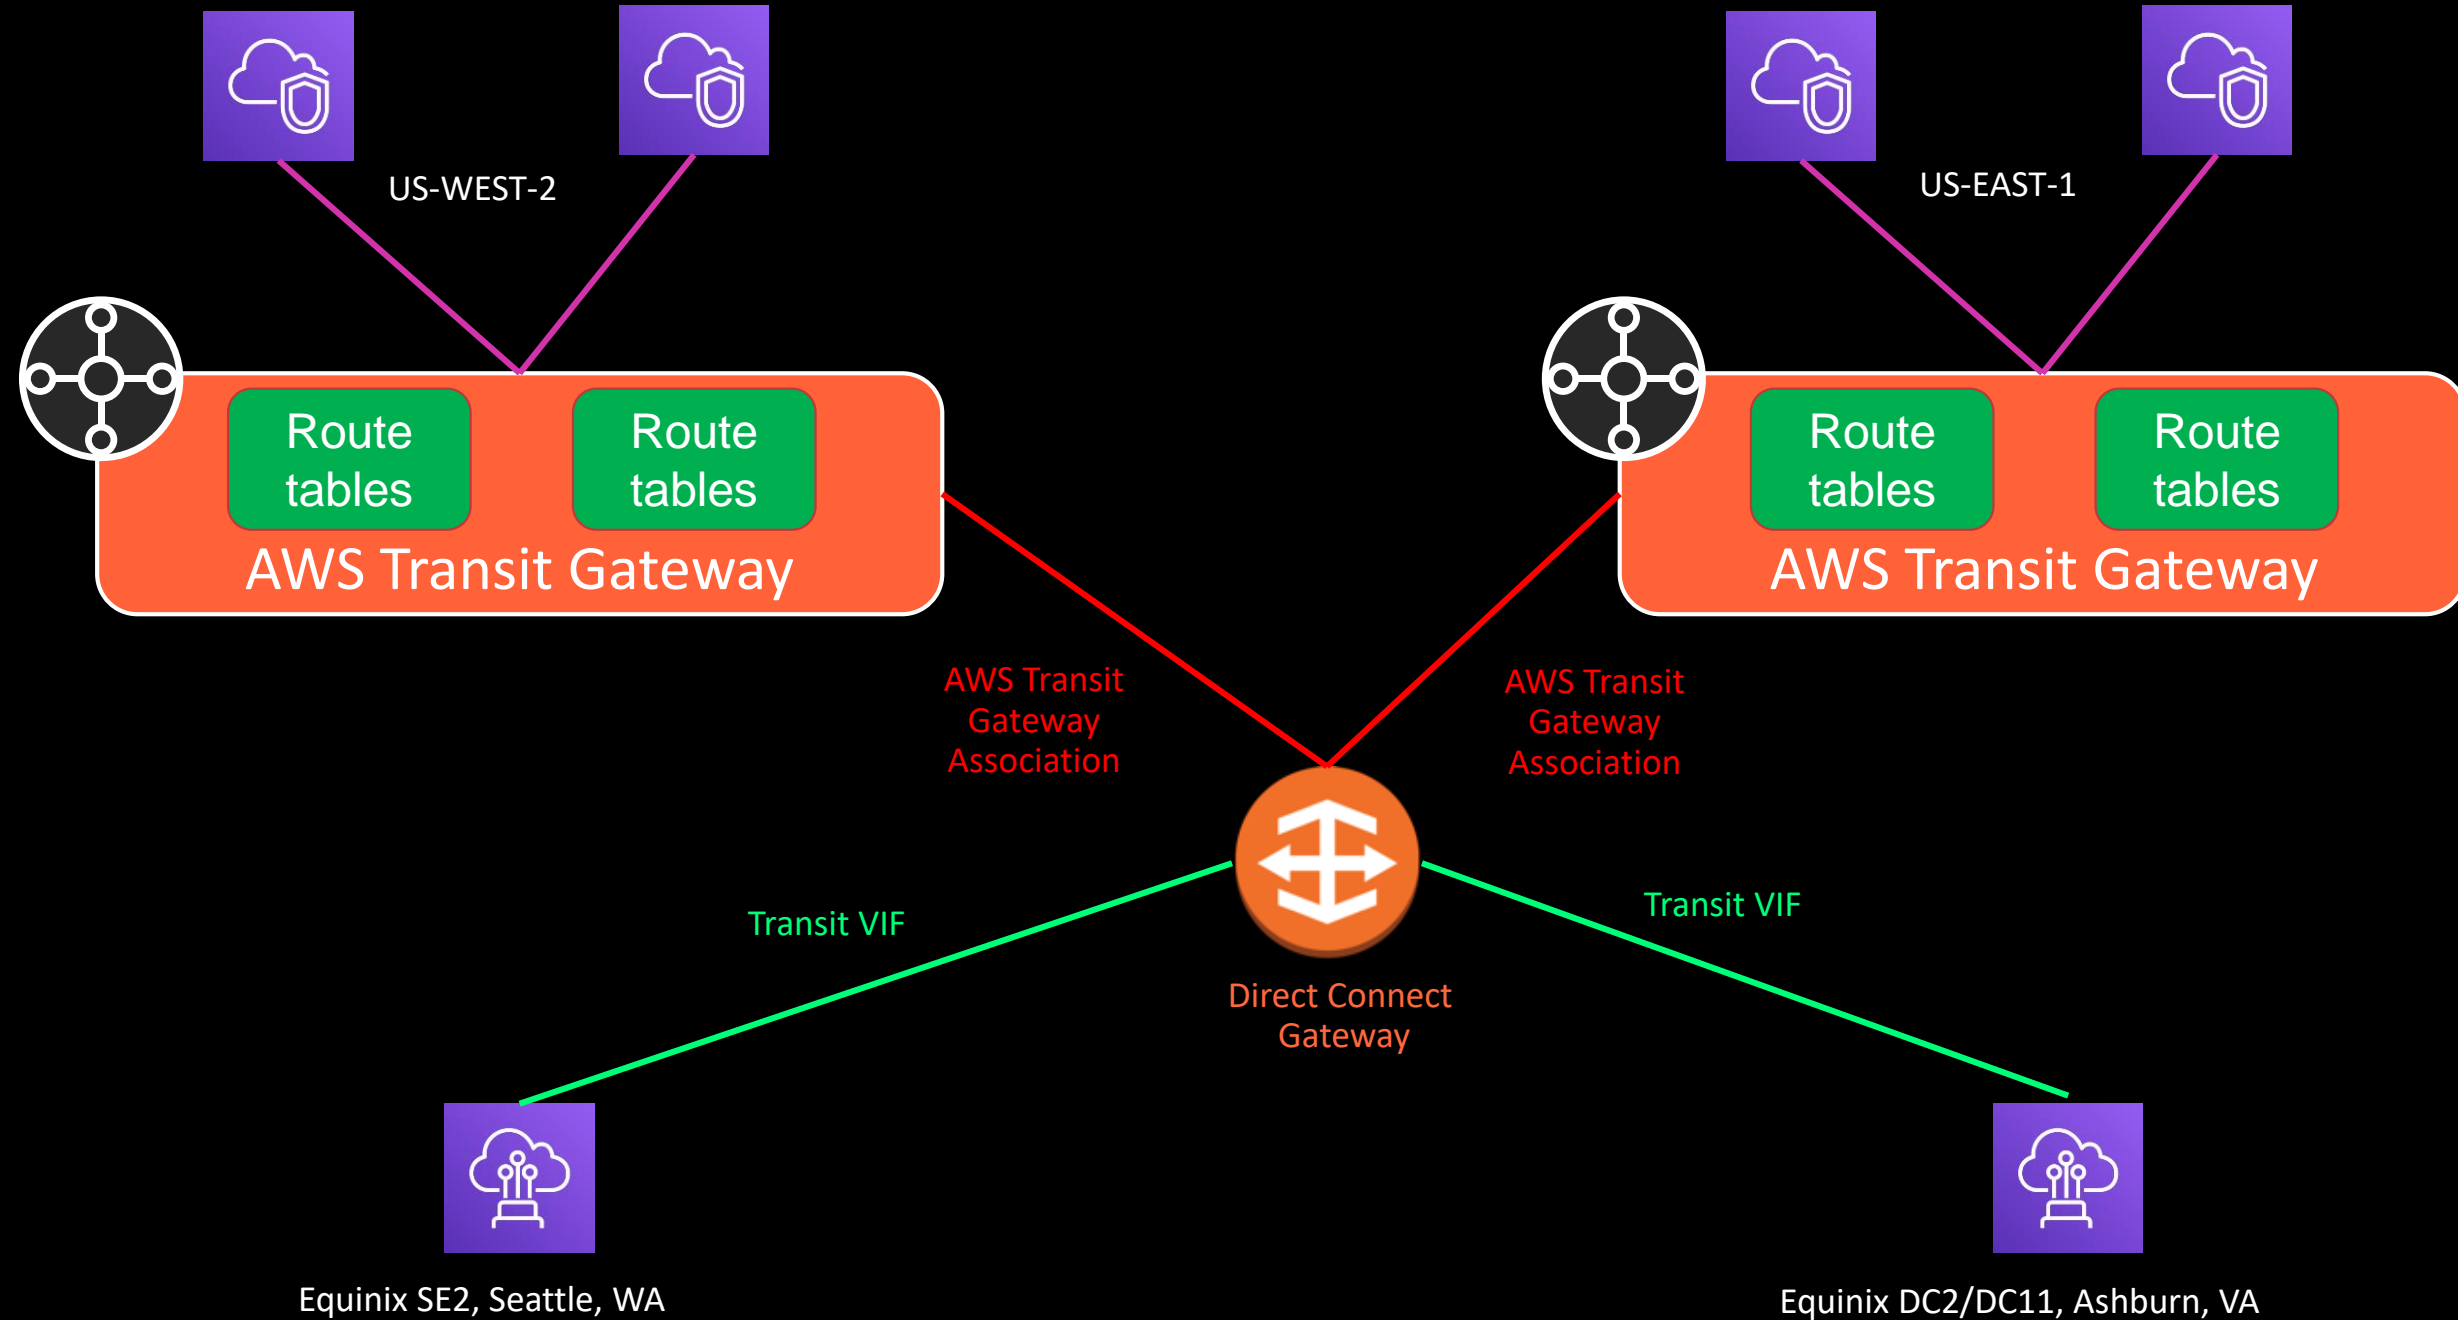 US-WEST-2
US-EAST-1
Route
tables
Route
tables
AWS Transit Gateway
Route
tables
Route
tables
AWS Transit Gateway
AWS Transit
Gateway
Association
AWS Transit
Gateway
Association
Transit VIF
Transit VIF
Direct Connect
Gateway
Equinix SE2, Seattle, WA
Equinix DC2/DC11, Ashburn, VA